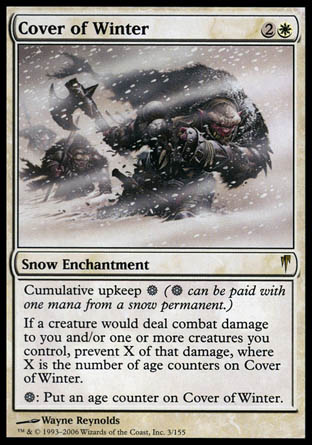 Cover of Winter 2
Snow Enchantment
Cumulative upkeep ( can be paid with
one mana from a snow permanent.)
If a creature would deal combat damage
to you and/or one or more creatures you
control, prevent X of that damage, where
X is the number of age counters on Cover
of Winter.
: Put an age counter on Cover of Winter.
Wayne Reynolds
™ & © 1993-2006 Wizards of the Coast, Inc. 3/155